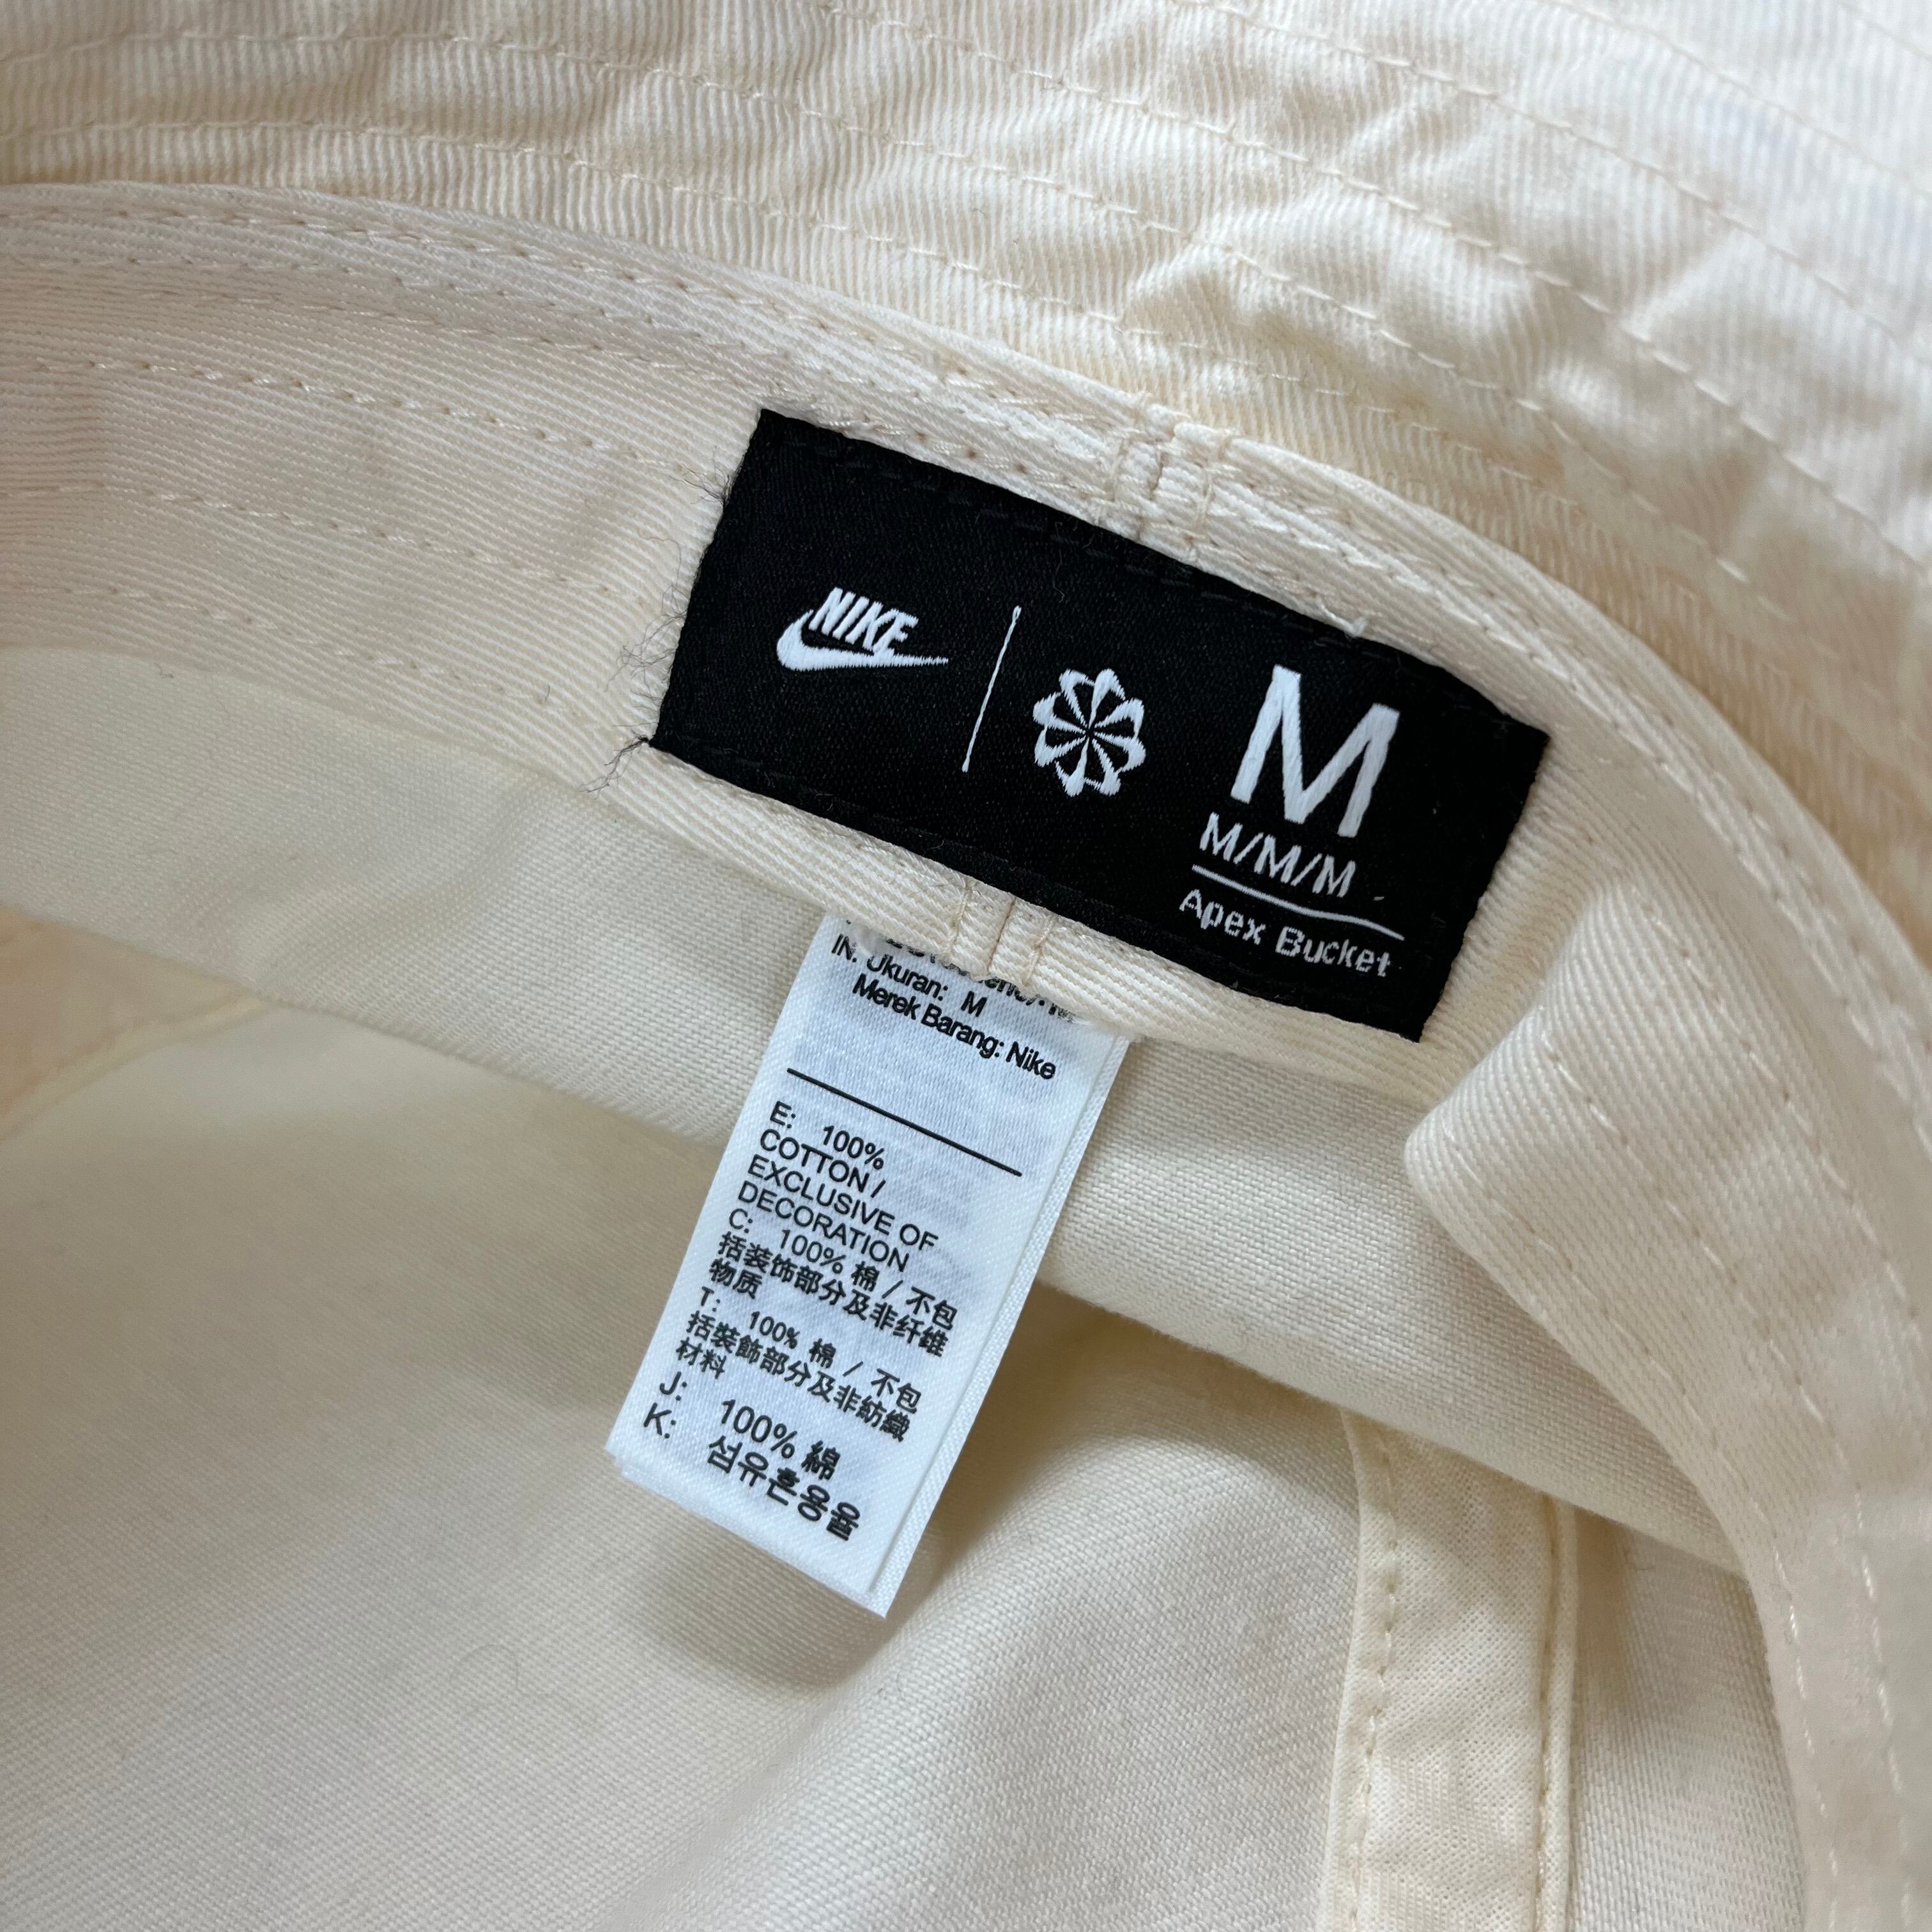 NIKE
M
M/M/M
Apex Bucket
IN: Ukuran: M
Merek Barang: Nike
E: 100%
COTTON /
EXCLUSIVE OF
DECORATION
C: 100% 棉 / 不包
括装饰部分及非纤维
物质
T: 100% 棉 / 不包
括裝飾部分及非紡織
材料
J: 100% 綿
K: 섬유혼용율